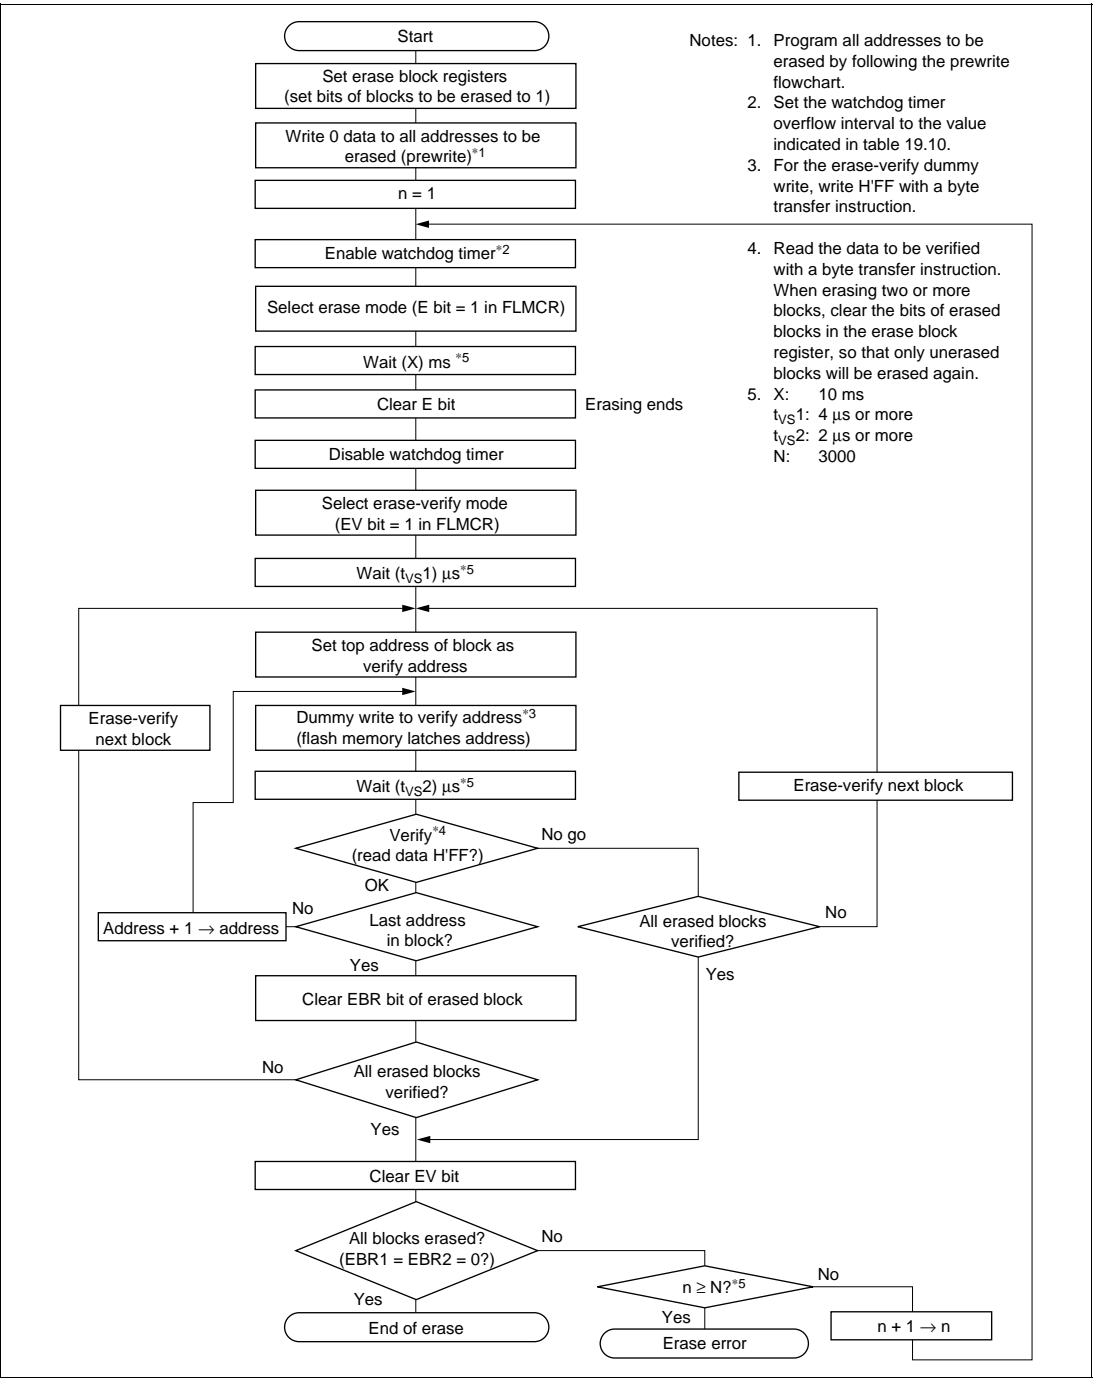 Start
Set erase block registers
(set bits of blocks to be erased to 1)
Write 0 data to all addresses to be
erased (prewrite)*1
n = 1
Enable watchdog timer*2
Select erase mode (E bit = 1 in FLMCR)
Wait (X) ms *5
Clear E bit
Erasing ends
Disable watchdog timer
Select erase-verify mode
(EV bit = 1 in FLMCR)
Wait (tVS1) μs*5
Set top address of block as
verify address
Erase-verify
next block
Dummy write to verify address*3
(flash memory latches address)
Wait (tVS2) μs*5
Erase-verify next block
Verify*4
(read data H'FF?)
No go
OK
No
Address + 1 → address
Last address
in block?
Yes
All erased blocks
verified?
No
Yes
Clear EBR bit of erased block
No
All erased blocks
verified?
Yes
Clear EV bit
All blocks erased?
(EBR1 = EBR2 = 0?)
No
Yes
End of erase
n ≥ N?*5
No
Yes
Erase error
n + 1 → n
Notes: 1. Program all addresses to be
erased by following the prewrite
flowchart.
2. Set the watchdog timer
overflow interval to the value
indicated in table 19.10.
3. For the erase-verify dummy
write, write H'FF with a byte
transfer instruction.
4. Read the data to be verified
with a byte transfer instruction.
When erasing two or more
blocks, clear the bits of erased
blocks in the erase block
register, so that only unerased
blocks will be erased again.
5. X: 10 ms
tVS1: 4 μs or more
tVS2: 2 μs or more
N: 3000